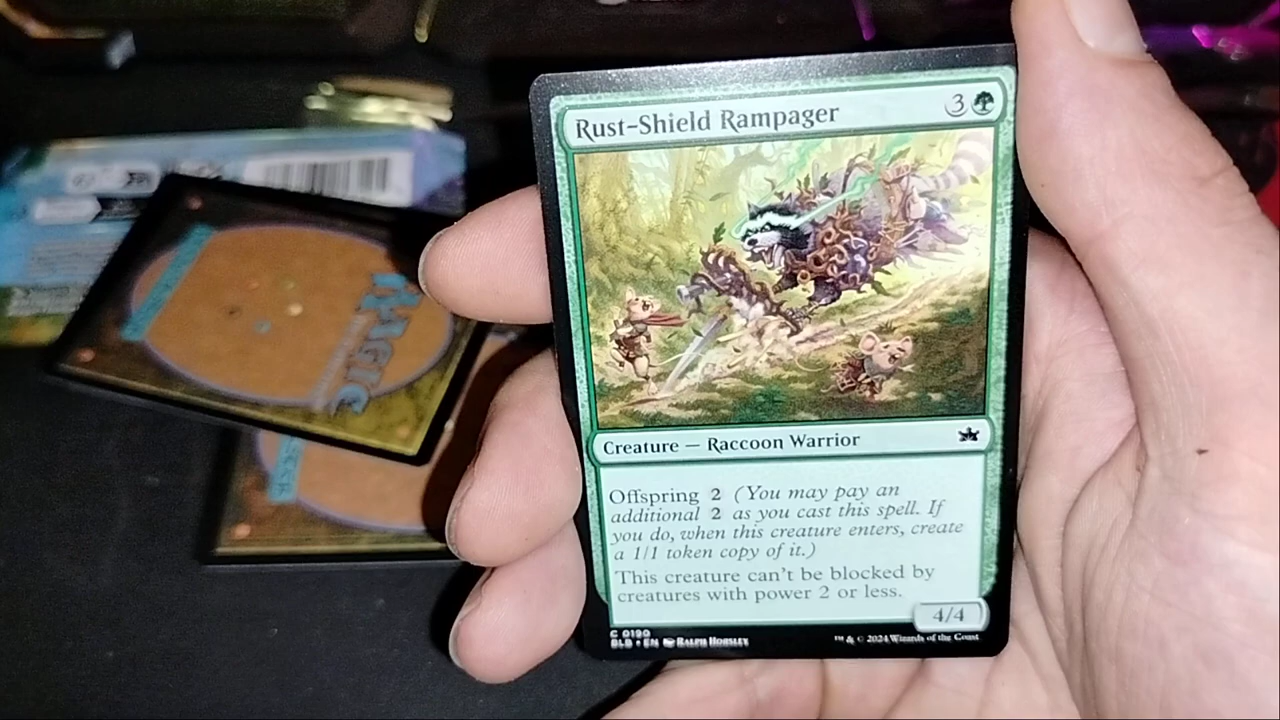 Rust-Shield Rampager 3
Creature — Raccoon Warrior
Offspring 2 (You may pay an
additional 2 as you cast this spell. If
you do, when this creature enters, create
a 1/1 token copy of it.)
This creature can't be blocked by
creatures with power 2 or less.
4/4
C 0190
BLB • EN Ralph Horsley
™ & © 2024 Wizards of the Coast
MAGIC